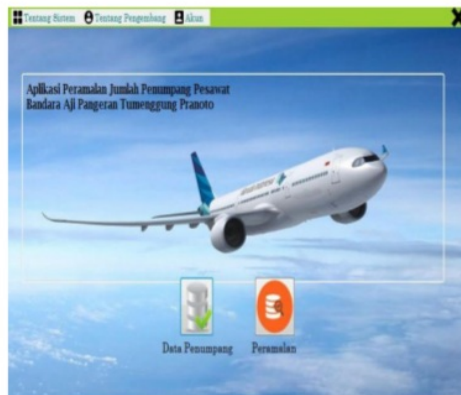 Tentang Sistem Tentang Pengembang Akun
Aplikasi Peramalan Jumlah Penumpang Pesawat
Bandara Aji Pangeran Tumenggung Pranoto
Data Penumpang Peramalan